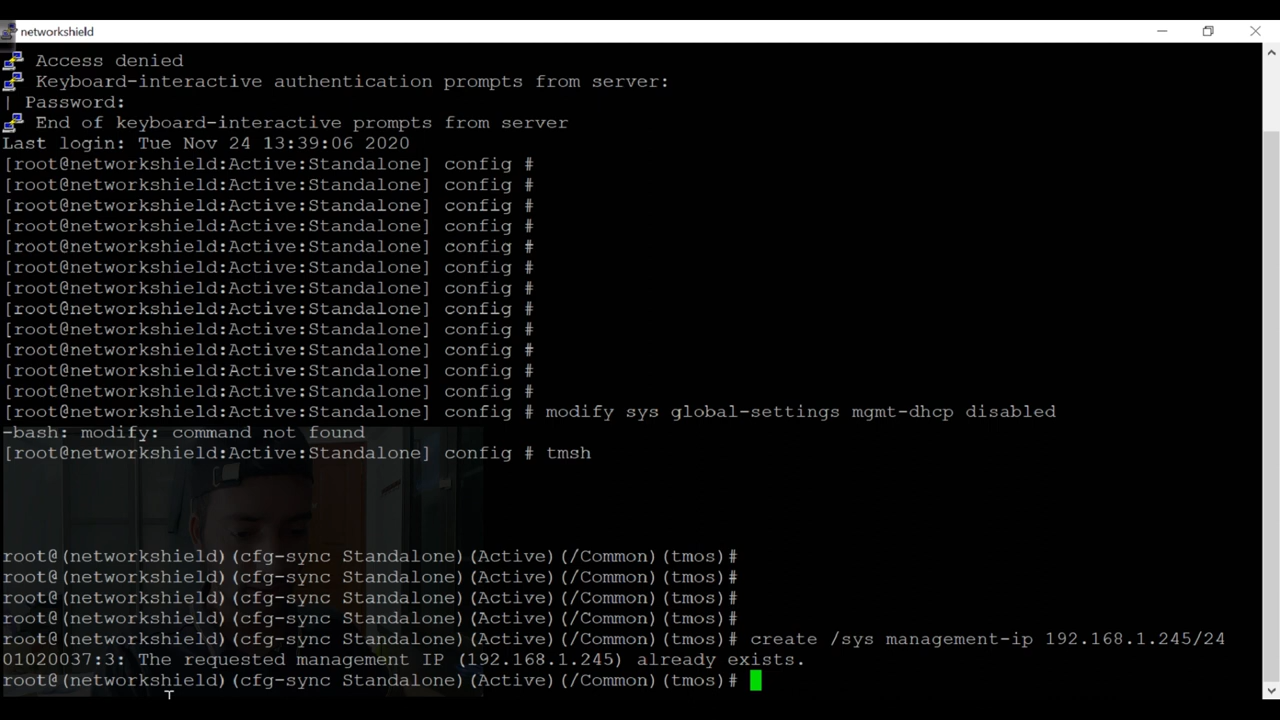 networkshield
Access denied
Keyboard-interactive authentication prompts from server:
| Password:
End of keyboard-interactive prompts from server
Last login: Tue Nov 24 13:39:06 2020
[root@networkshield:Active:Standalone] config #
[root@networkshield:Active:Standalone] config #
[root@networkshield:Active:Standalone] config #
[root@networkshield:Active:Standalone] config #
[root@networkshield:Active:Standalone] config #
[root@networkshield:Active:Standalone] config #
[root@networkshield:Active:Standalone] config #
[root@networkshield:Active:Standalone] config #
[root@networkshield:Active:Standalone] config #
[root@networkshield:Active:Standalone] config #
[root@networkshield:Active:Standalone] config #
[root@networkshield:Active:Standalone] config #
[root@networkshield:Active:Standalone] config # modify sys global-settings mgmt-dhcp disabled
-bash: modify: command not found
[root@networkshield:Active:Standalone] config # tmsh
root@(networkshield)(cfg-sync Standalone)(Active)(/Common)(tmos)#
root@(networkshield)(cfg-sync Standalone)(Active)(/Common)(tmos)#
root@(networkshield)(cfg-sync Standalone)(Active)(/Common)(tmos)#
root@(networkshield)(cfg-sync Standalone)(Active)(/Common)(tmos)#
root@(networkshield)(cfg-sync Standalone)(Active)(/Common)(tmos)# create /sys management-ip 192.168.1.245/24
01020037:3: The requested management IP (192.168.1.245) already exists.
root@(networkshield)(cfg-sync Standalone)(Active)(/Common)(tmos)#